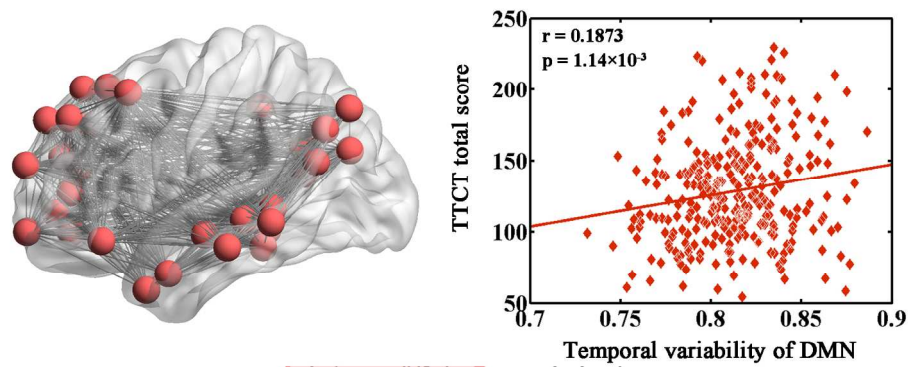 250
r = 0.1873
p = 1.14×10⁻³
200
TTCT total score
150
100
50
0.7 0.75 0.8 0.85 0.9
Temporal variability of DMN